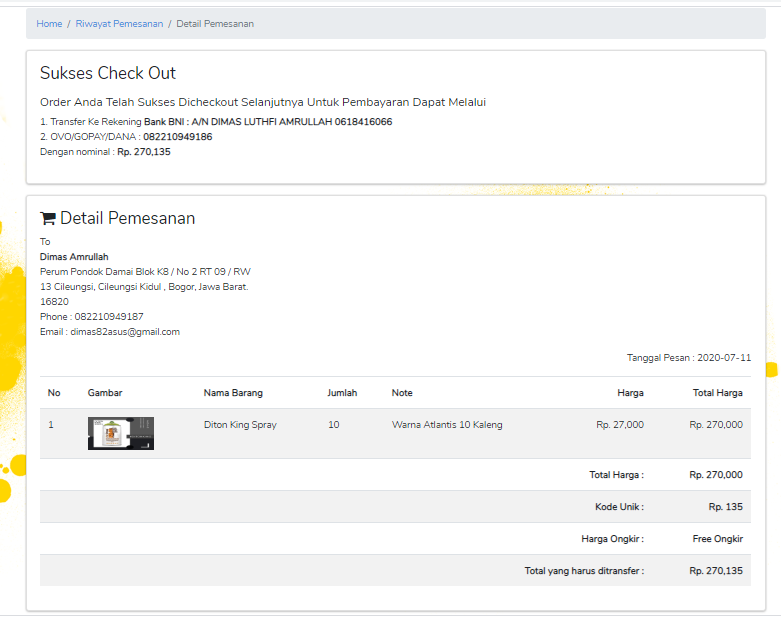 Home / Riwayat Pemesanan / Detail Pemesanan
Sukses Check Out
Order Anda Telah Sukses Dicheckout Selanjutnya Untuk Pembayaran Dapat Melalui
1. Transfer Ke Rekening Bank BNI : A/N DIMAS LUTHFI AMRULLAH 0618416066
2. OVO/GOPAY/DANA : 082210949186
Dengan nominal : Rp. 270,135
Detail Pemesanan
To
Dimas Amrullah
Perum Pondok Damai Blok K8 / No 2 RT 09 / RW
13 Cileungsi, Cileungsi Kidul , Bogor, Jawa Barat.
16820
Phone : 082210949187
Email : dimas82asus@gmail.com
Tanggal Pesan : 2020-07-11
No Gambar Nama Barang Jumlah Note Harga Total Harga
1 Diton King Spray 10 Warna Atlantis 10 Kaleng Rp. 27,000 Rp. 270,000
Total Harga : Rp. 270,000
Kode Unik : Rp. 135
Harga Ongkir : Free Ongkir
Total yang harus ditransfer : Rp. 270,135